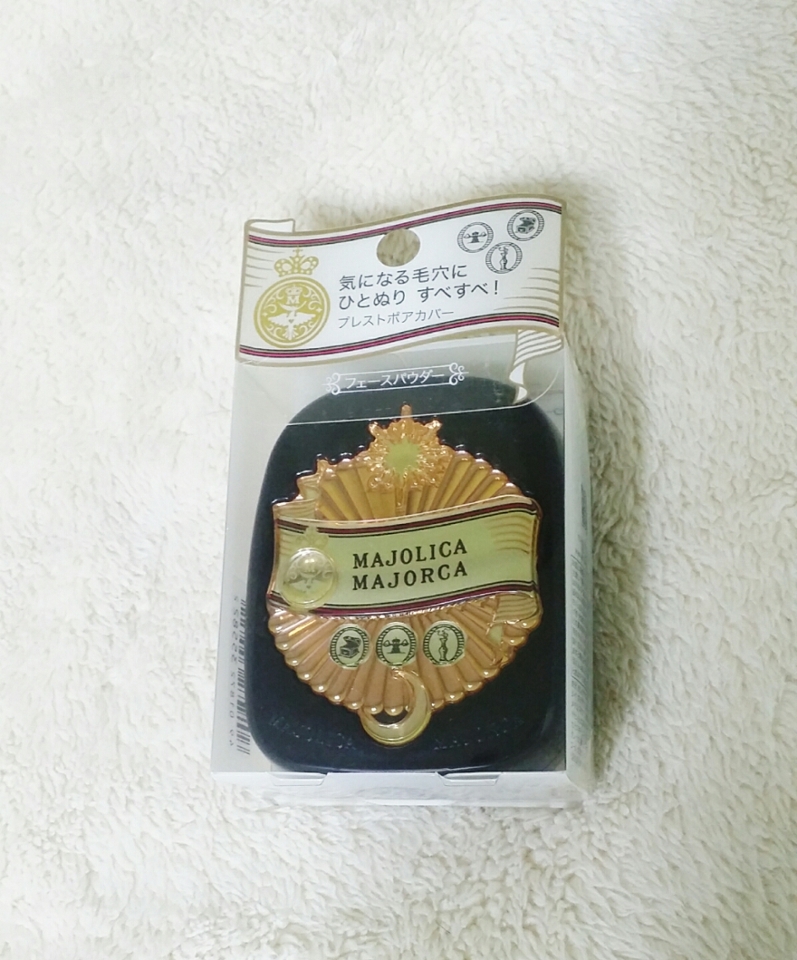 気になる毛穴に
ひとぬり すべすべ!
プレストポアカバー
フェースパウダー
MAJOLICA
MAJORCA